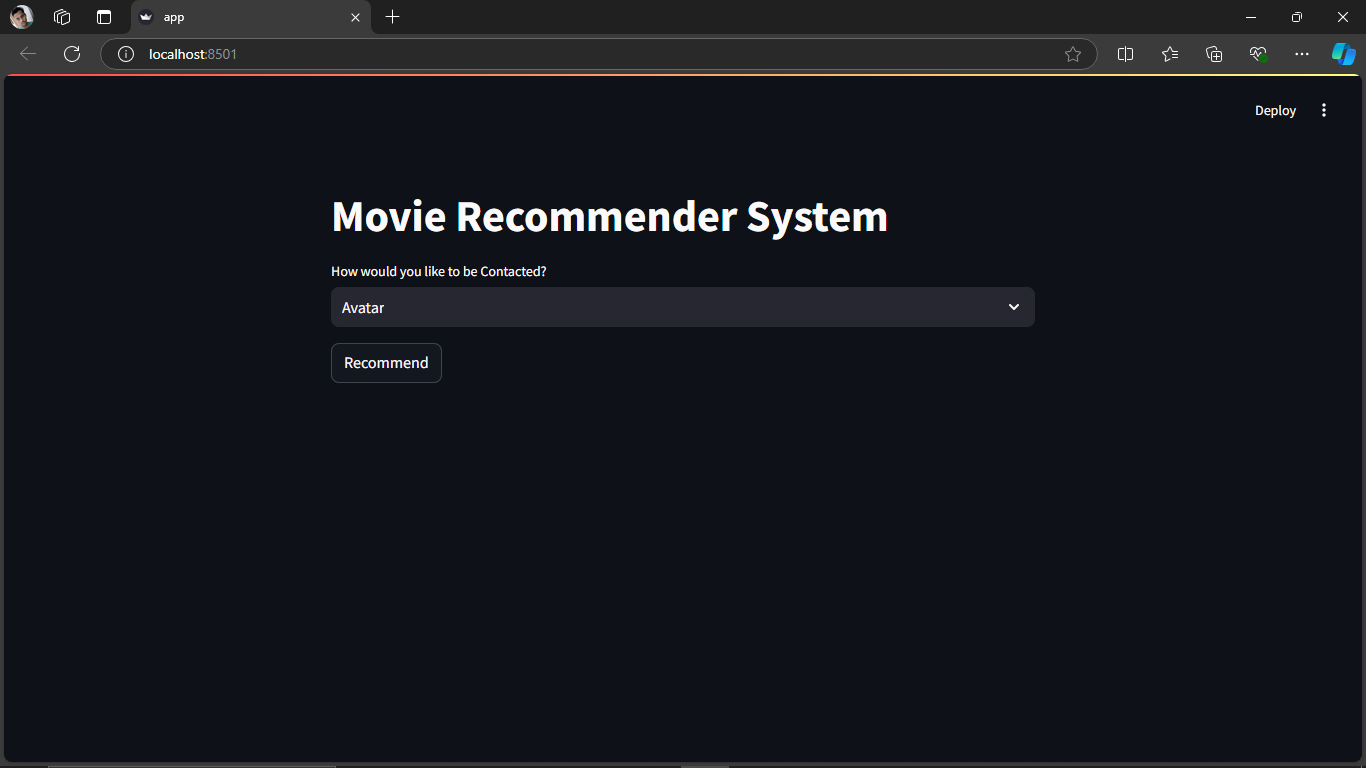 app
localhost:8501
Deploy
Movie Recommender System
How would you like to be Contacted?
Avatar
Recommend